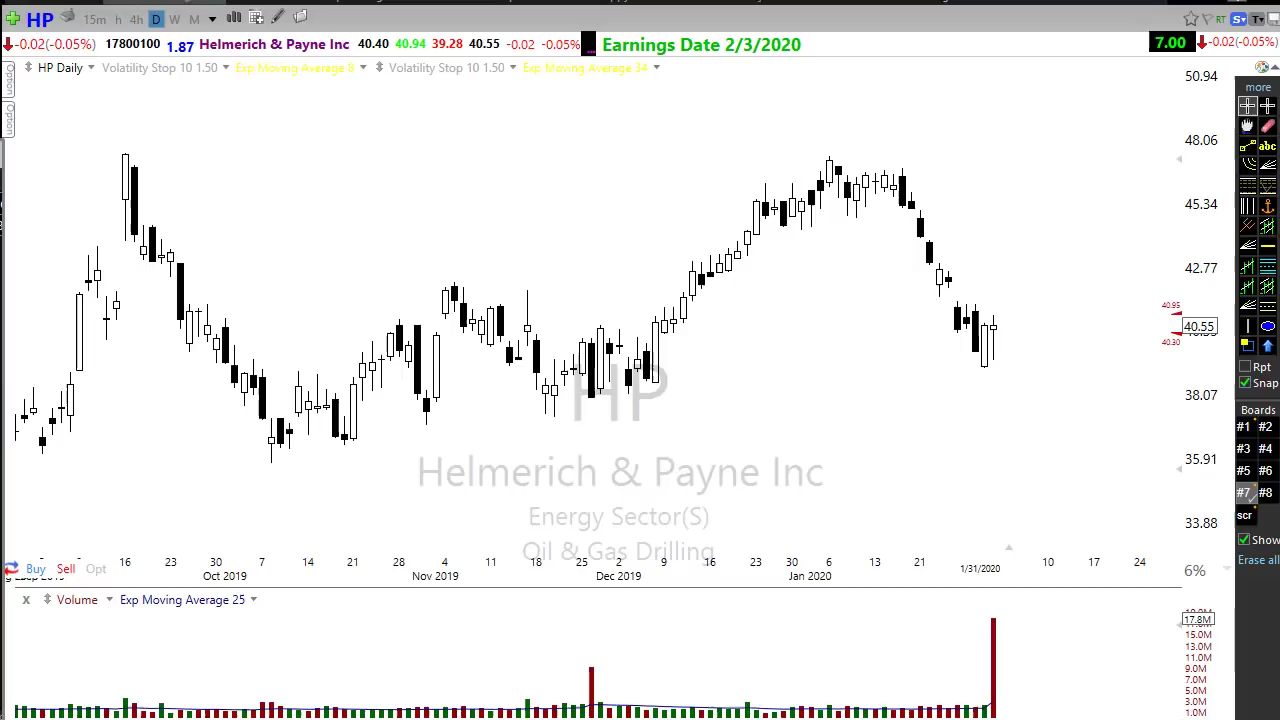 HP 15m h 4h D W M RT S T
-0.02(-0.05%) 17800100 1.87 Helmerich & Payne Inc 40.40 40.94 39.28 40.55 -0.02 -0.05% Earnings Date 2/3/2020 7.00 -0.02(-0.05%)
HP Daily Volatility Stop 10 1.50 Exp Moving Average 8 Volatility Stop 10 1.50 Exp Moving Average 34
Option
Option
50.94
48.06
45.34
42.77
40.95
40.55
40.30
38.07
35.91
33.88
HP
Helmerich & Payne Inc
Energy Sector(S)
Oil & Gas Drilling
16 23 30 7 14 21 28 4 11 18 25 2 9 16 23 30 6 13 21 1/31/2020 10 17 24
Oct 2019 Nov 2019 Dec 2019 Jan 2020
Buy Sell Opt
6%
X Volume Exp Moving Average 25
17.8M
15.0M
13.0M
11.0M
9.0M
7.0M
5.0M
3.0M
1.0M
more
abc
Rpt
Snap
Boards
#1 #2
#3 #4
#5 #6
#7 #8
scr
Show
Erase all